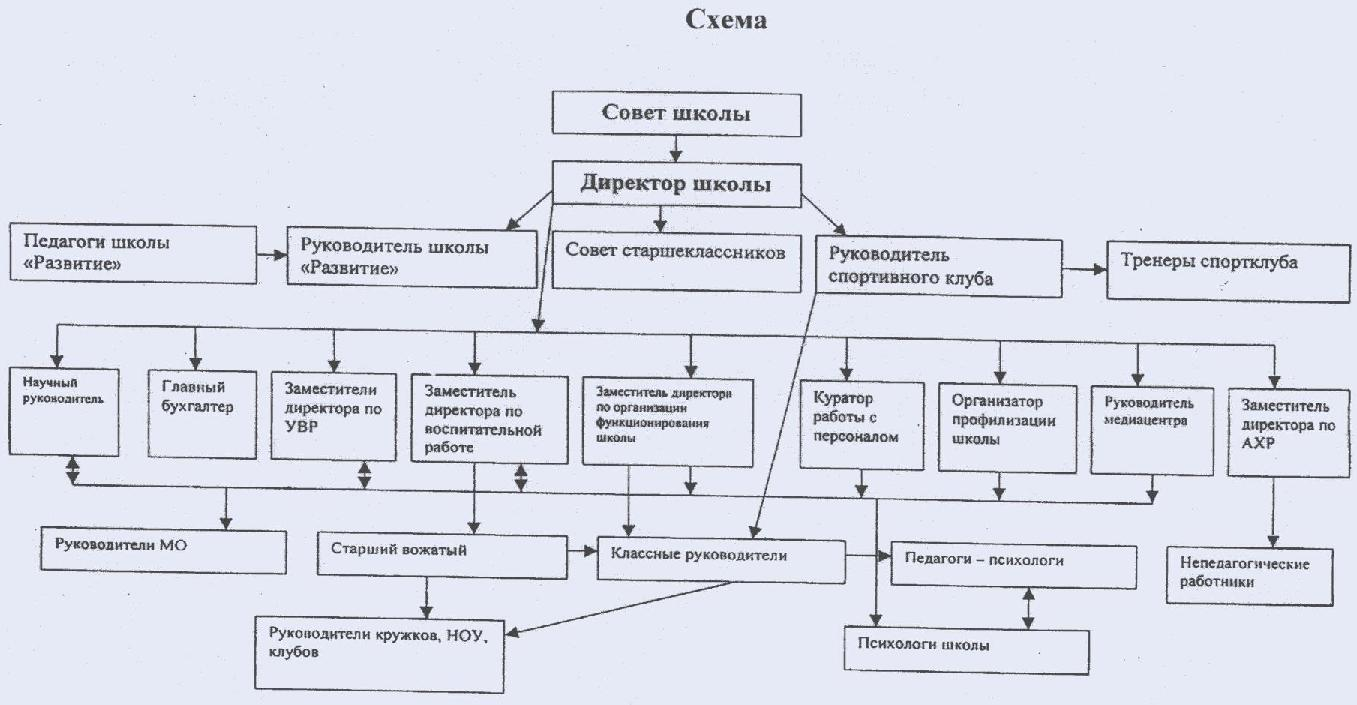 Схема
Совет школы
Директор школы
Педагоги школы
«Развитие»
Руководитель школы
«Развитие»
Совет старшеклассников
Руководитель
спортивного клуба
Тренеры спортклуба
Научный
руководитель
Главный
бухгалтер
Заместители
директора по
УВР
Заместитель
директора по
воспитательной
работе
Заместитель директора
по организации
функционирования
школы
Куратор
работы с
персоналом
Организатор
профилизации
школы
Руководитель
медиацентра
Заместитель
директора по
АХР
Руководители МО
Старший вожатый
Классные руководители
Педагоги – психологи
Непедагогические
работники
Руководители кружков, НОУ,
клубов
Психологи школы